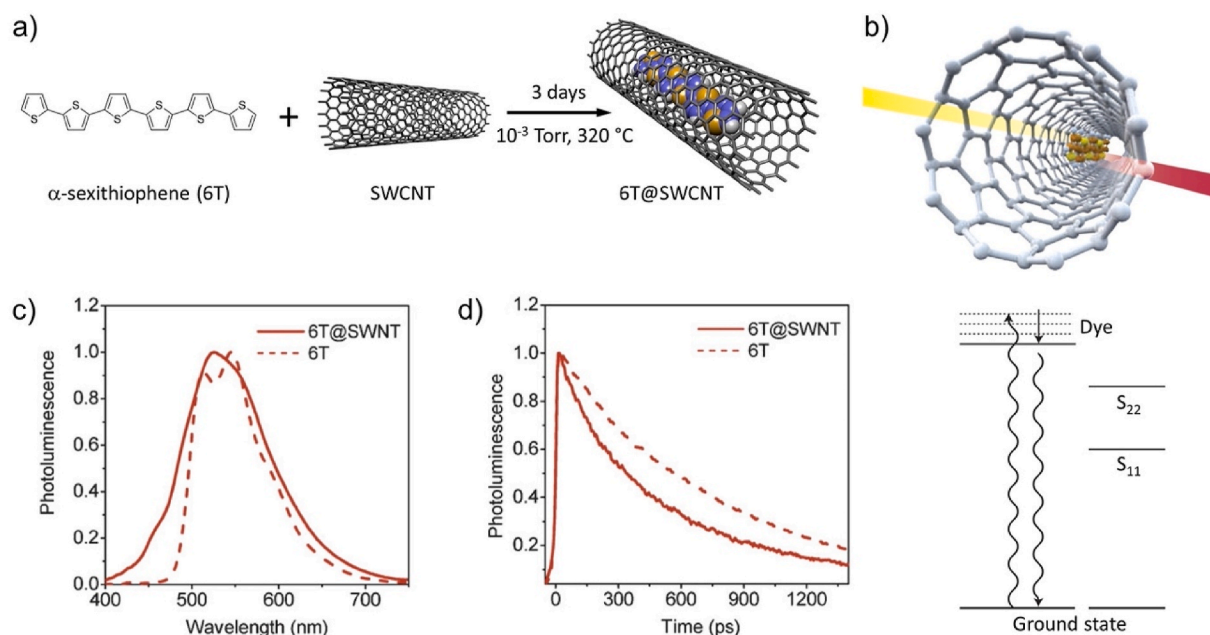 a)
S S S S S S
α-sexithiophene (6T)
+
SWCNT
3 days
10⁻³ Torr, 320 °C
6T@SWCNT
b)
Dye
S₂₂
S₁₁
Ground state
c)
Photoluminescence
1.2
1.0
0.8
0.6
0.4
0.2
0.0
400 500 600 700
Wavelength (nm)
6T@SWNT
6T
d)
Photoluminescence
1.2
1.0
0.8
0.6
0.4
0.2
0 300 600 900 1200
Time (ps)
6T@SWNT
6T